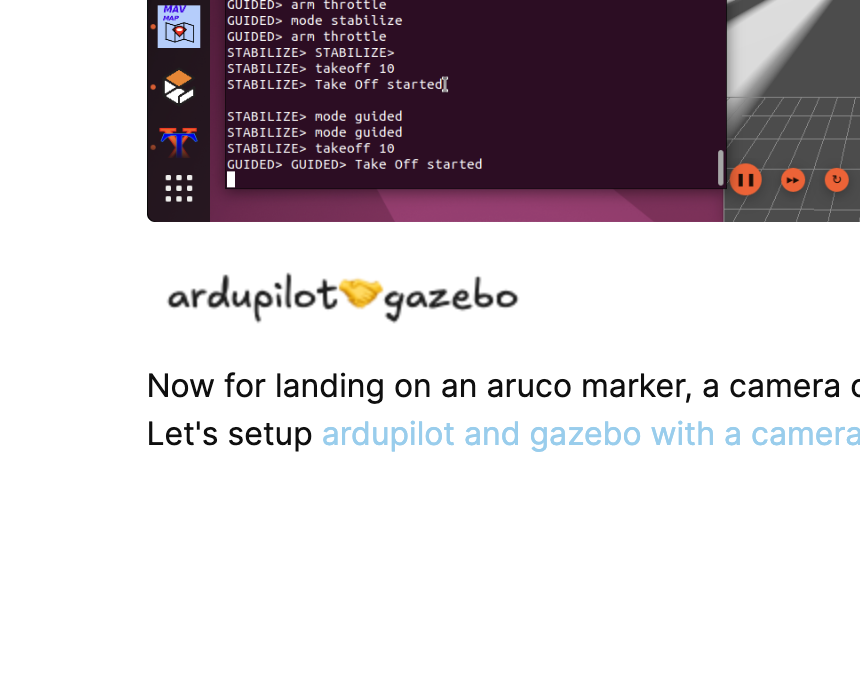 MAV
MAP
GUIDED> arm throttle
GUIDED> mode stabilize
GUIDED> arm throttle
STABILIZE> STABILIZE>
STABILIZE> takeoff 10
STABILIZE> Take Off started
STABILIZE> mode guided
STABILIZE> mode guided
STABILIZE> takeoff 10
GUIDED> GUIDED> Take Off started
ardupilot🤝gazebo
Now for landing on an aruco marker, a camera
Let's setup ardupilot and gazebo with a camera